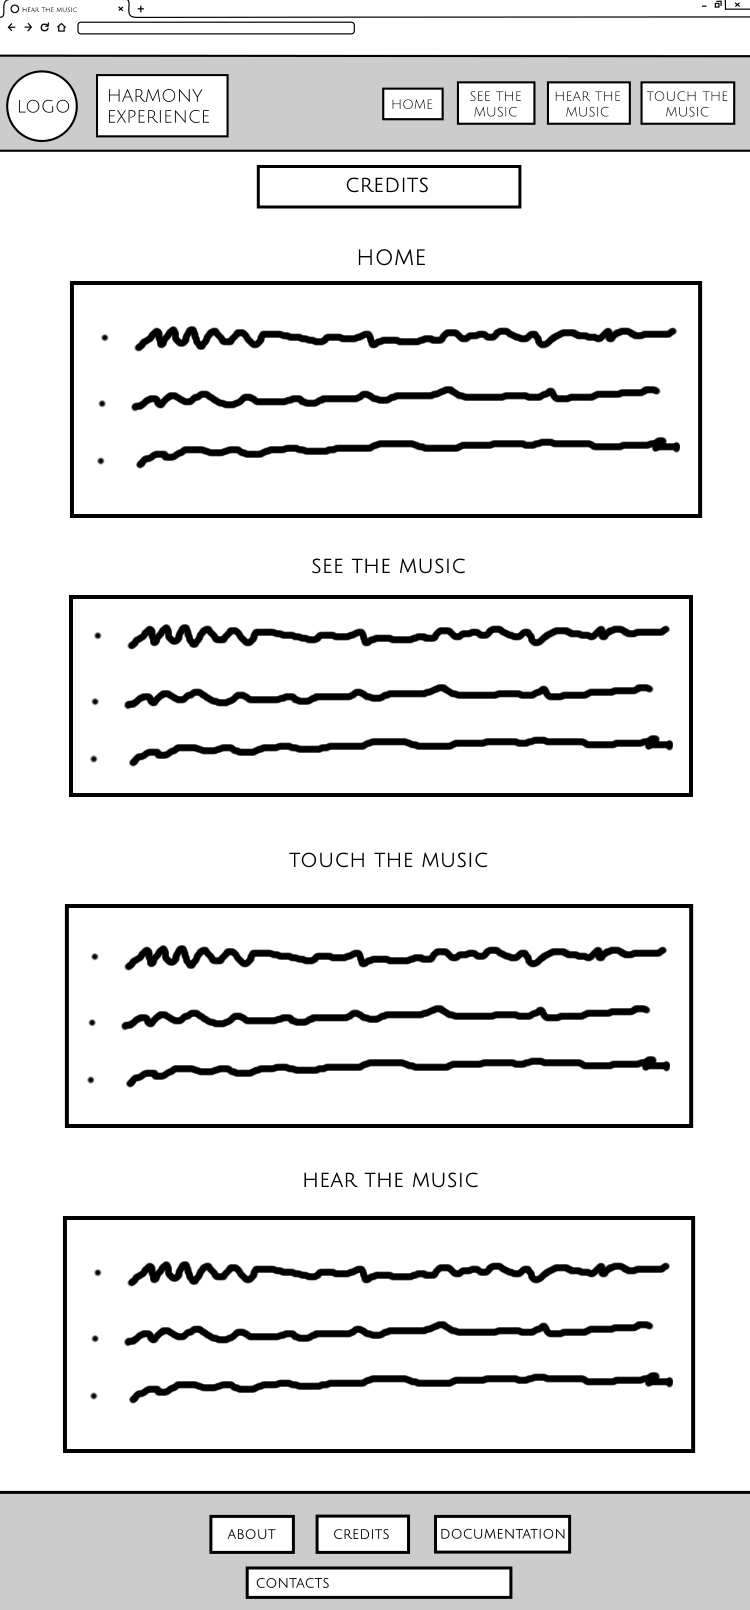 HEAR THE MUSIC
LOGO
HARMONY
EXPERIENCE
HOME
SEE THE
MUSIC
HEAR THE
MUSIC
TOUCH THE
MUSIC
CREDITS
HOME
SEE THE MUSIC
TOUCH THE MUSIC
HEAR THE MUSIC
ABOUT
CREDITS
DOCUMENTATION
CONTACTS